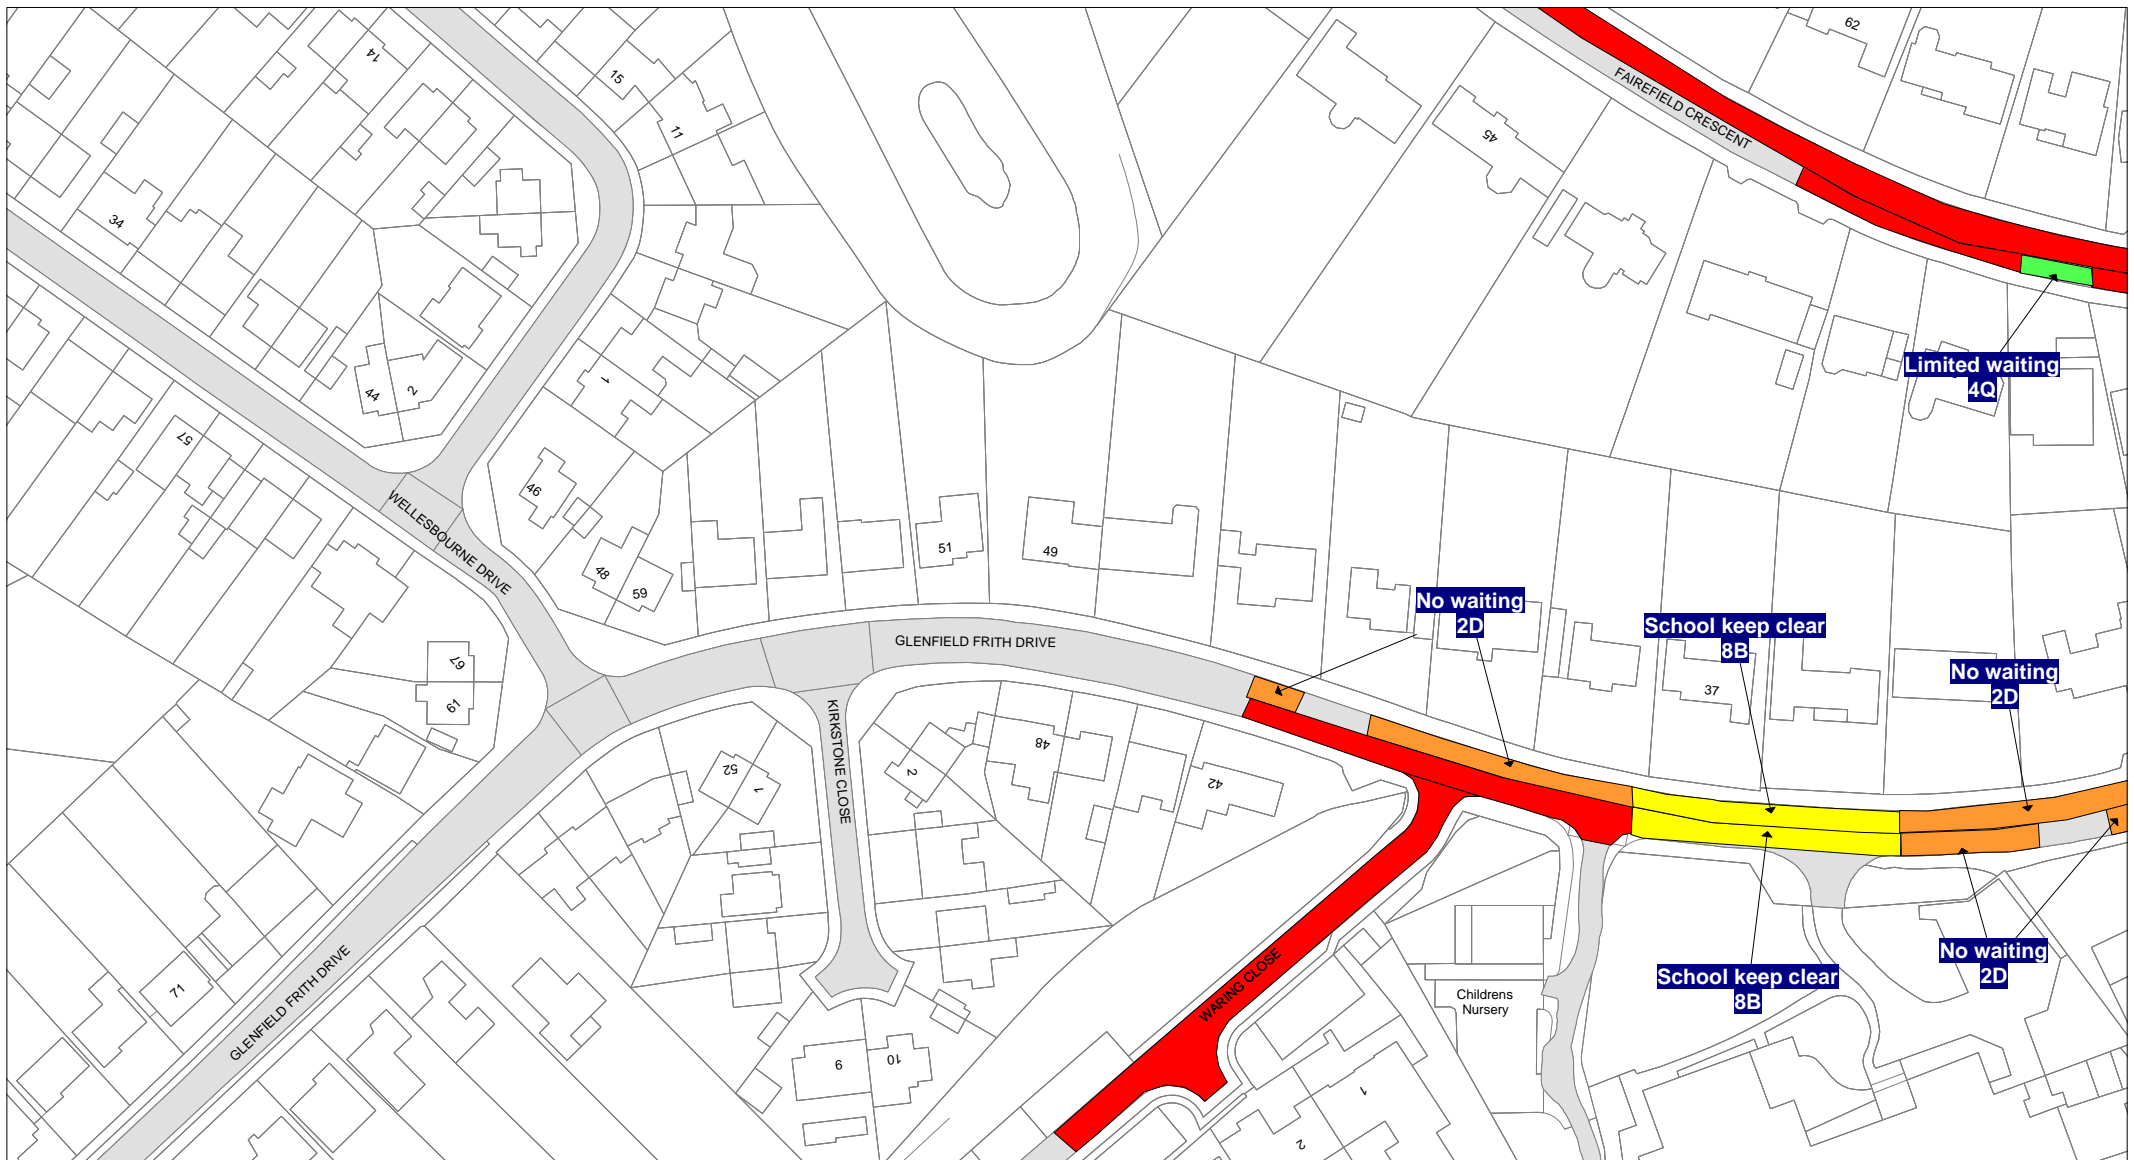 62
14
15
11
FAIREFIELD CRESCENT
45
34
Limited waiting
4Q
44
2
1
57
46
WELLESBOURNE DRIVE
51
49
48
59
No waiting
2D
School keep clear
8B
GLENFIELD FRITH DRIVE
67
61
No waiting
2D
37
KIRKSTONE CLOSE
52
7
2
48
42
71
GLENFIELD FRITH DRIVE
WARING CLOSE
Childrens
Nursery
School keep clear
8B
No waiting
2D
9
10
1
2